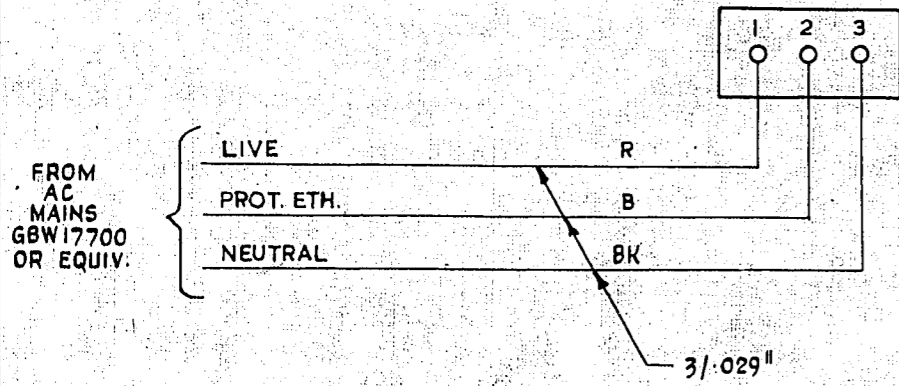 1 2 3
LIVE R
FROM
AC
MAINS
GBW17700
OR EQUIV.
PROT. ETH. B
NEUTRAL BK
3/.029"